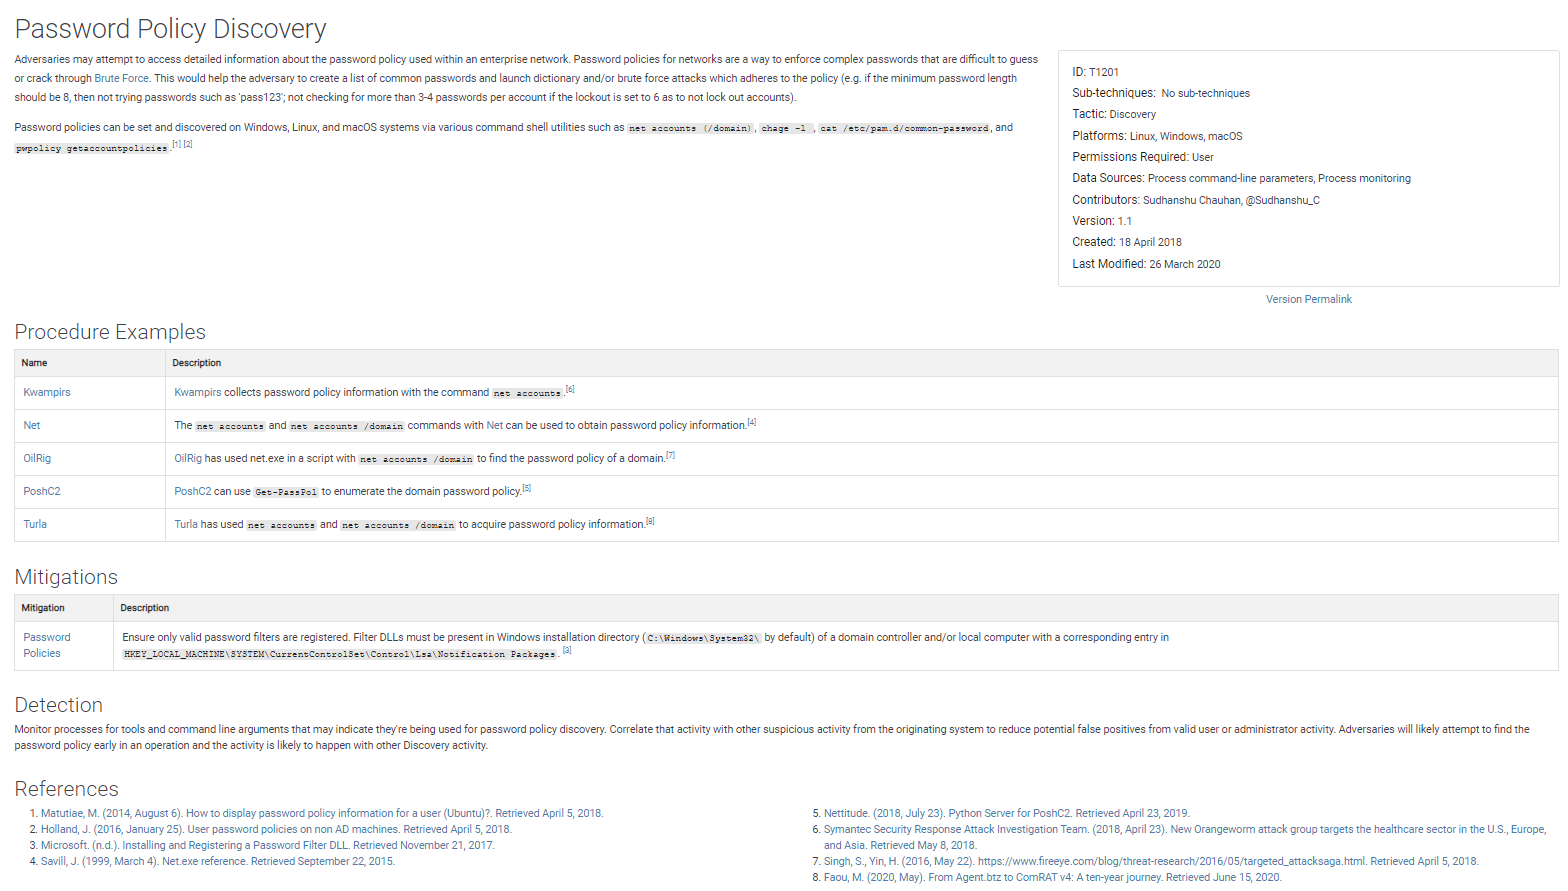 Password Policy Discovery
Adversaries may attempt to access detailed information about the password policy used within an enterprise network. Password policies for networks are a way to enforce complex passwords that are difficult to guess
or crack through Brute Force. This would help the adversary to create a list of common passwords and launch dictionary and/or brute force attacks which adheres to the policy (e.g. if the minimum password length
should be 8, then not trying passwords such as 'pass123'; not checking for more than 3-4 passwords per account if the lockout is set to 6 as to not lock out accounts).
Password policies can be set and discovered on Windows, Linux, and macOS systems via various command shell utilities such as net accounts (/domain), chage -l , cat /etc/pam.d/common-password, and
pwpolicy getaccountpolicies.[1] [2]
ID: T1201
Sub-techniques: No sub-techniques
Tactic: Discovery
Platforms: Linux, Windows, macOS
Permissions Required: User
Data Sources: Process command-line parameters, Process monitoring
Contributors: Sudhanshu Chauhan, @Sudhanshu_C
Version: 1.1
Created: 18 April 2018
Last Modified: 26 March 2020
Version Permalink
Procedure Examples
Name Description
Kwampirs Kwampirs collects password policy information with the command net accounts.[6]
Net The net accounts and net accounts /domain commands with Net can be used to obtain password policy information.[4]
OilRig OilRig has used net.exe in a script with net accounts /domain to find the password policy of a domain.[7]
PoshC2 PoshC2 can use Get-PassPol to enumerate the domain password policy.[5]
Turla Turla has used net accounts and net accounts /domain to acquire password policy information.[8]
Mitigations
Mitigation Description
Password Policies Ensure only valid password filters are registered. Filter DLLs must be present in Windows installation directory (C:\Windows\System32\ by default) of a domain controller and/or local computer with a corresponding entry in
HKEY_LOCAL_MACHINE\SYSTEM\CurrentControlSet\Control\Lsa\Notification Packages. [3]
Detection
Monitor processes for tools and command line arguments that may indicate they're being used for password policy discovery. Correlate that activity with other suspicious activity from the originating system to reduce potential false positives from valid user or administrator activity. Adversaries will likely attempt to find the
password policy early in an operation and the activity is likely to happen with other Discovery activity.
References
1. Matutiae, M. (2014, August 6). How to display password policy information for a user (Ubuntu)?. Retrieved April 5, 2018.
2. Holland, J. (2016, January 25). User password policies on non AD machines. Retrieved April 5, 2018.
3. Microsoft. (n.d.). Installing and Registering a Password Filter DLL. Retrieved November 21, 2017.
4. Savill, J. (1999, March 4). Net.exe reference. Retrieved September 22, 2015.
5. Nettitude. (2018, July 23). Python Server for PoshC2. Retrieved April 23, 2019.
6. Symantec Security Response Attack Investigation Team. (2018, April 23). New Orangeworm attack group targets the healthcare sector in the U.S., Europe,
and Asia. Retrieved May 8, 2018.
7. Singh, S., Yin, H. (2016, May 22). https://www.fireeye.com/blog/threat-research/2016/05/targeted_attacksaga.html. Retrieved April 5, 2018.
8. Faou, M. (2020, May). From Agent.btz to ComRAT v4: A ten-year journey. Retrieved June 15, 2020.